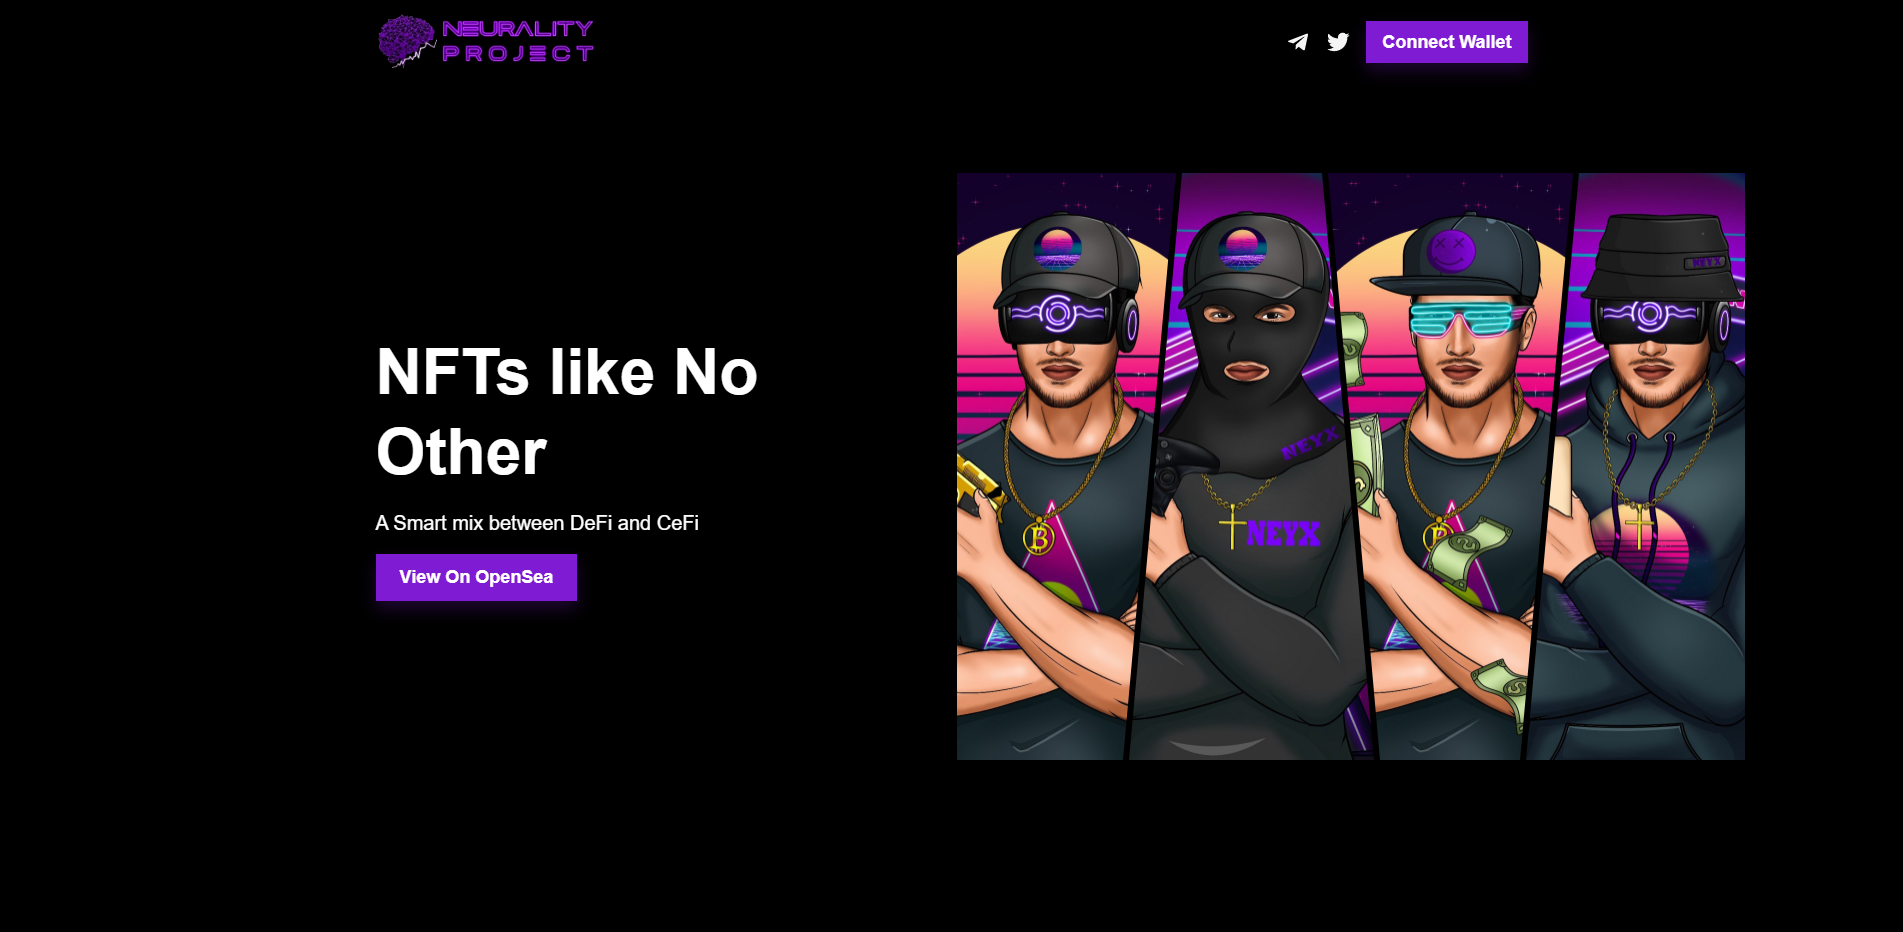 NEURALITY
PROJECT
Connect Wallet
NFTs like No
Other
A Smart mix between DeFi and CeFi
View On OpenSea
NEYX
NEYX
NEYX